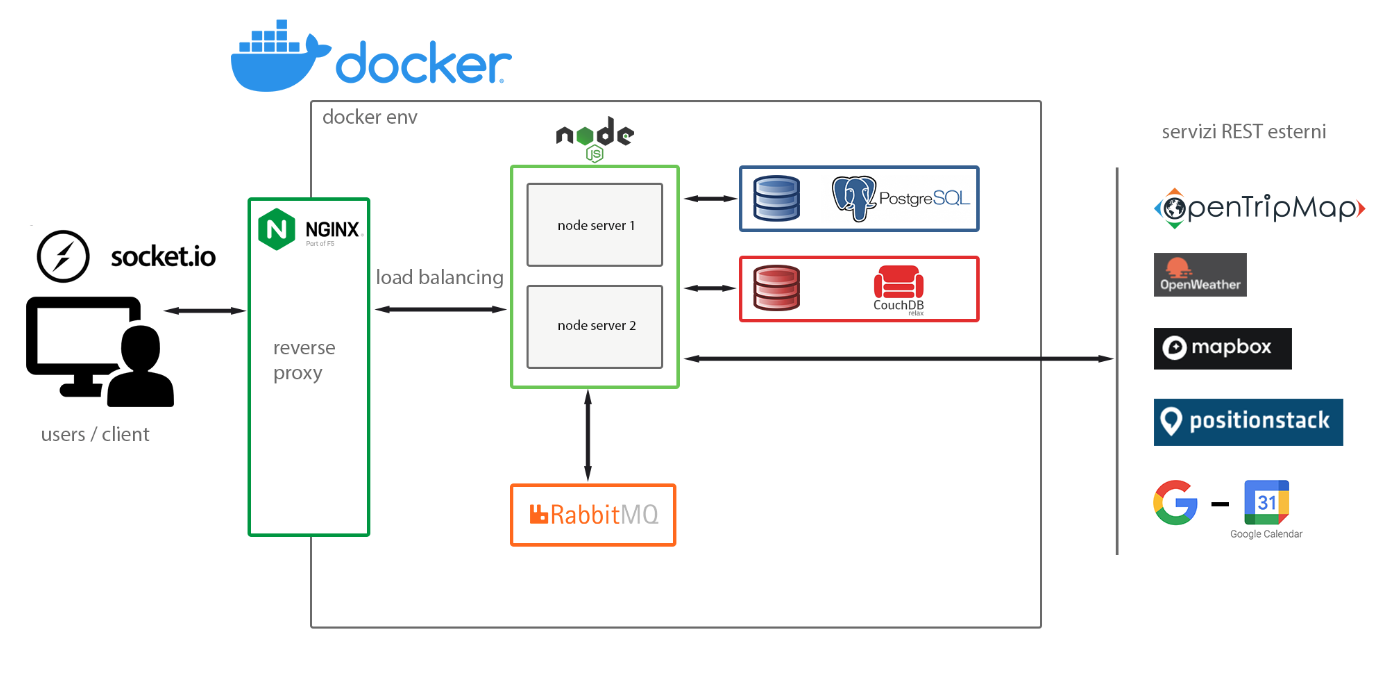 docker
docker env
node
JS
servizi REST esterni
OpenTripMap
OpenWeather
mapbox
positionstack
G
31
Google Calendar
NGINX
Part of F5
reverse
proxy
socket.io
users / client
load balancing
node server 1
node server 2
PostgreSQL
CouchDB
relax
RabbitMQ